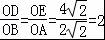 OD/OB = OE/OA = 4√2/2√2 = 2